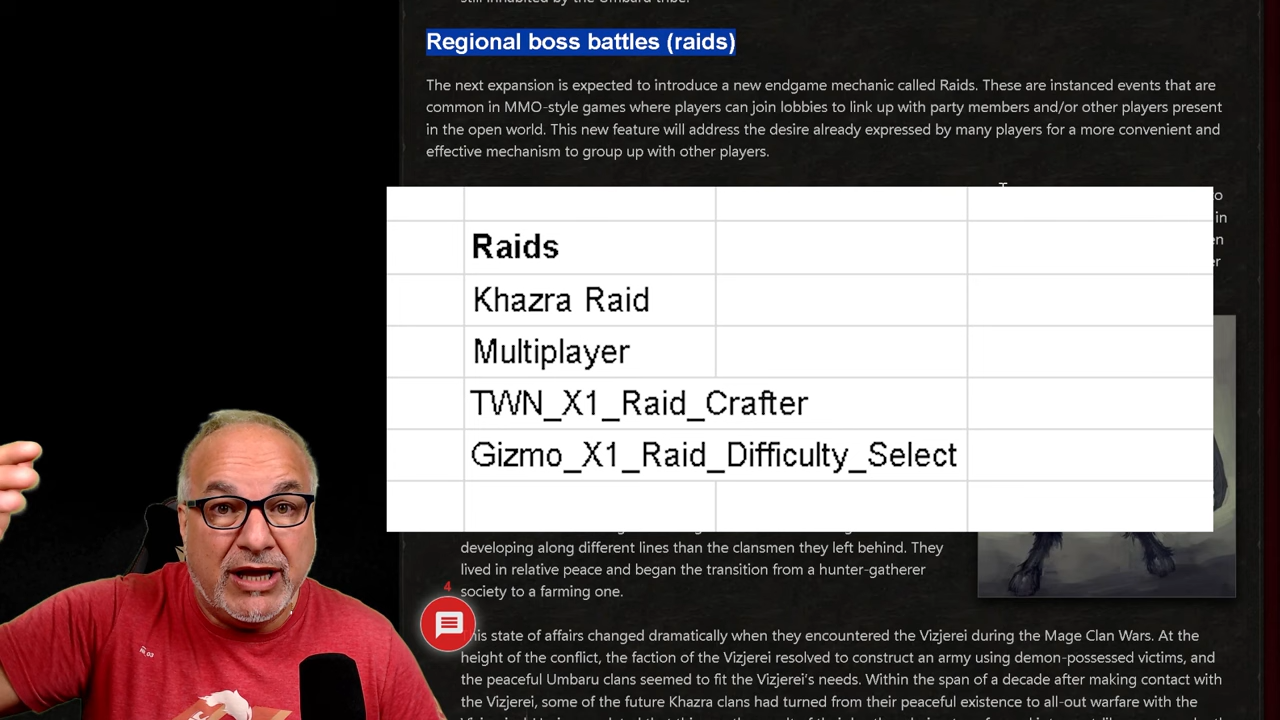 still inhabited by the Umbaru tribe.
Regional boss battles (raids)
The next expansion is expected to introduce a new endgame mechanic called Raids. These are instanced events that are
common in MMO-style games where players can join lobbies to link up with party members and/or other players present
in the open world. This new feature will address the desire already expressed by many players for a more convenient and
effective mechanism to group up with other players.
to
in
Raids
Khazra Raid
Multiplayer
TWN_X1_Raid_Crafter
Gizmo_X1_Raid_Difficulty_Select
developing along different lines than the clansmen they left behind. They
lived in relative peace and began the transition from a hunter-gatherer
4
society to a farming one.
his state of affairs changed dramatically when they encountered the Vizjerei during the Mage Clan Wars. At the
height of the conflict, the faction of the Vizjerei resolved to construct an army using demon-possessed victims, and
the peaceful Umbaru clans seemed to fit the Vizjerei's needs. Within the span of a decade after making contact with
the Vizjerei, some of the future Khazra clans had turned from their peaceful existence to all-out warfare with the